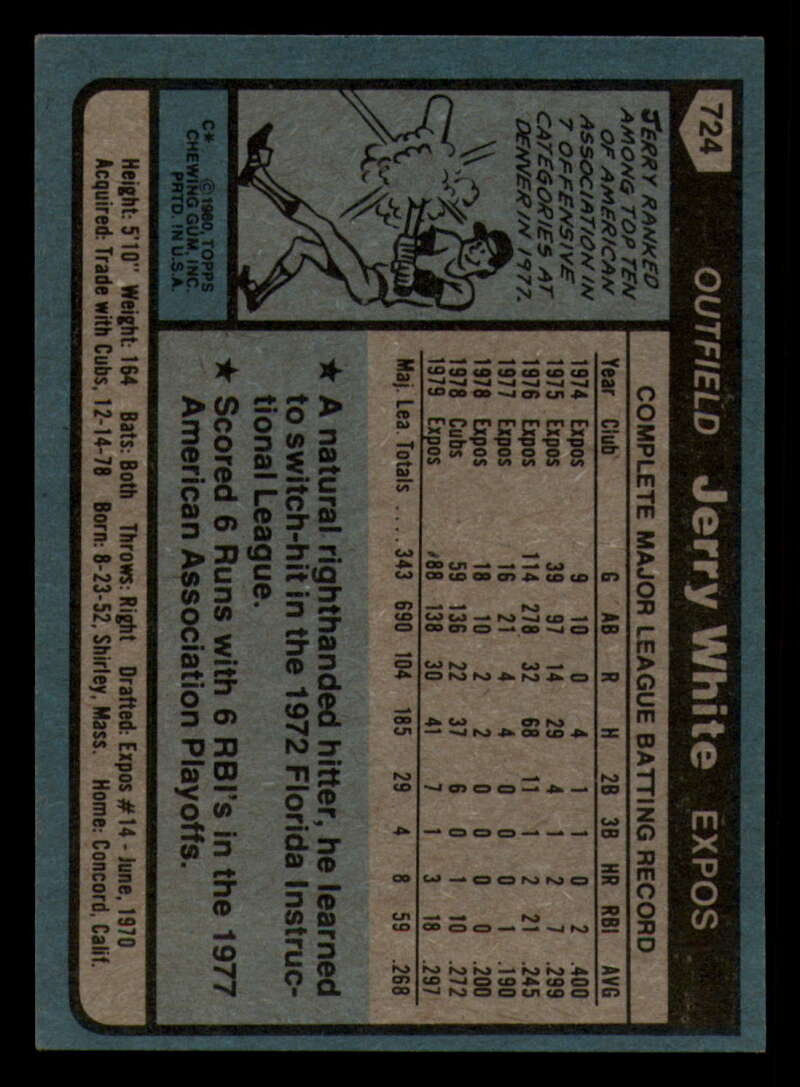 724
OUTFIELD Jerry White EXPOS
JERRY RANKED
AMONG TOP TEN
OF AMERICAN
ASSOCIATION IN
7 OFFENSIVE
CATEGORIES AT
DENVER IN 1977.
C* ©1980, TOPPS
CHEWING GUM, INC.
PRTD. IN U.S.A.
COMPLETE MAJOR LEAGUE BATTING RECORD
Year Club G AB R H 2B 3B HR RBI AVG
1974 Expos 9 10 0 4 1 1 0 2 .400
1975 Expos 39 97 14 29 4 1 2 7 .299
1976 Expos 114 278 32 68 11 1 2 21 .245
1977 Expos 16 21 4 4 0 0 0 1 .190
1978 Expos 18 10 2 2 0 0 0 0 .200
1978 Cubs 59 136 22 37 6 0 1 10 .272
1979 Expos 88 138 30 41 7 1 3 18 .297
Maj. Lea. Totals .... 343 690 104 185 29 4 8 59 .268
★ A natural righthanded hitter, he learned
to switch-hit in the 1972 Florida Instruc-
tional League.
★ Scored 6 Runs with 6 RBI's in the 1977
American Association Playoffs.
Height: 5'10" Weight: 164 Bats: Both Throws: Right Drafted: Expos #14 - June, 1970
Acquired: Trade with Cubs, 12-14-78 Born: 8-23-52, Shirley, Mass. Home: Concord, Calif.